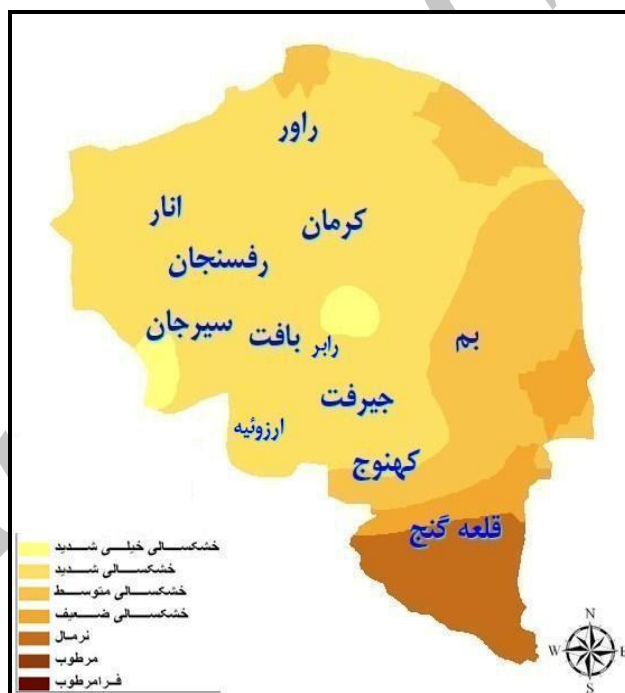 راور
انار
کرمان
رفسنجان
سیرجان
بافت
رابر
بم
جیرفت
ارزوئیه
کهنوج
قلعه گنج
خشکسالی خیلی شدید
خشکسالی شدید
خشکسالی متوسط
خشکسالی ضعیف
نرمال
مرطوب
فرامرطوب
N
W
E
S